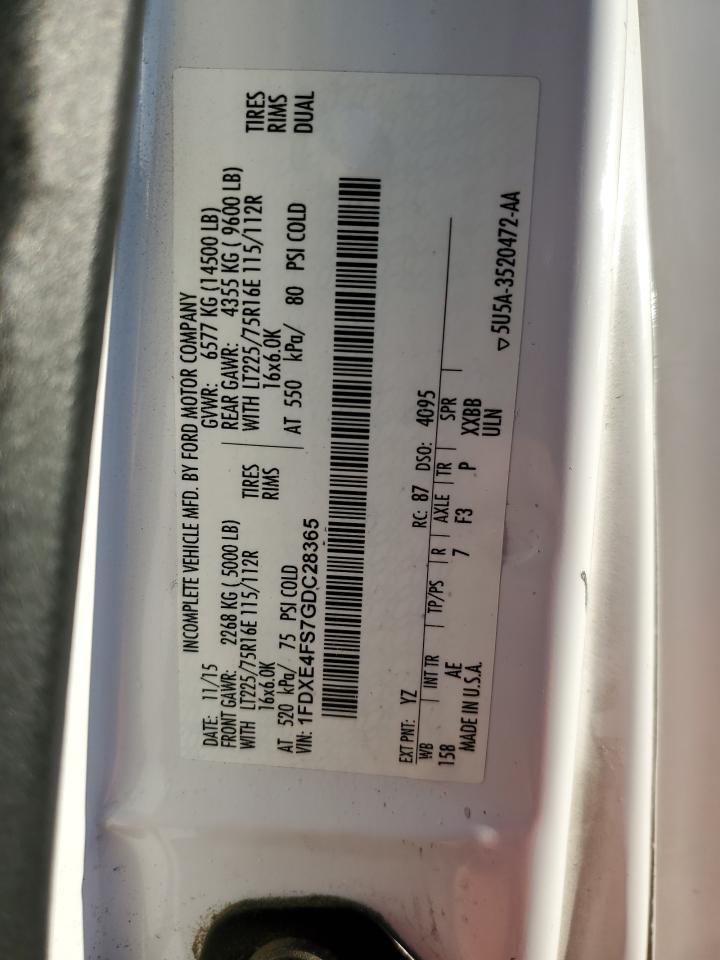 INCOMPLETE VEHICLE MFD. BY FORD MOTOR COMPANY
DATE: 11/15 GVWR: 6577 KG (14500 LB)
FRONT GAWR: 2268 KG ( 5000 LB) REAR GAWR: 4355 KG ( 9600 LB)
WITH LT225/75R16E 115/112R TIRES WITH LT225/75R16E 115/112R TIRES
16x6.0K RIMS 16x6.0K RIMS
AT 520 kPa/ 75 PSI COLD AT 550 kPa/ 80 PSI COLD DUAL
VIN: 1FDXE4FS7GDC28365
EXT PNT: YZ RC: 87 DSO: 4095
WB INT TR TP/PS R AXLE TR SPR
15B AE 7 F3 P XXBB
MADE IN U.S.A. ULN
▽5U5A-3520472-AA